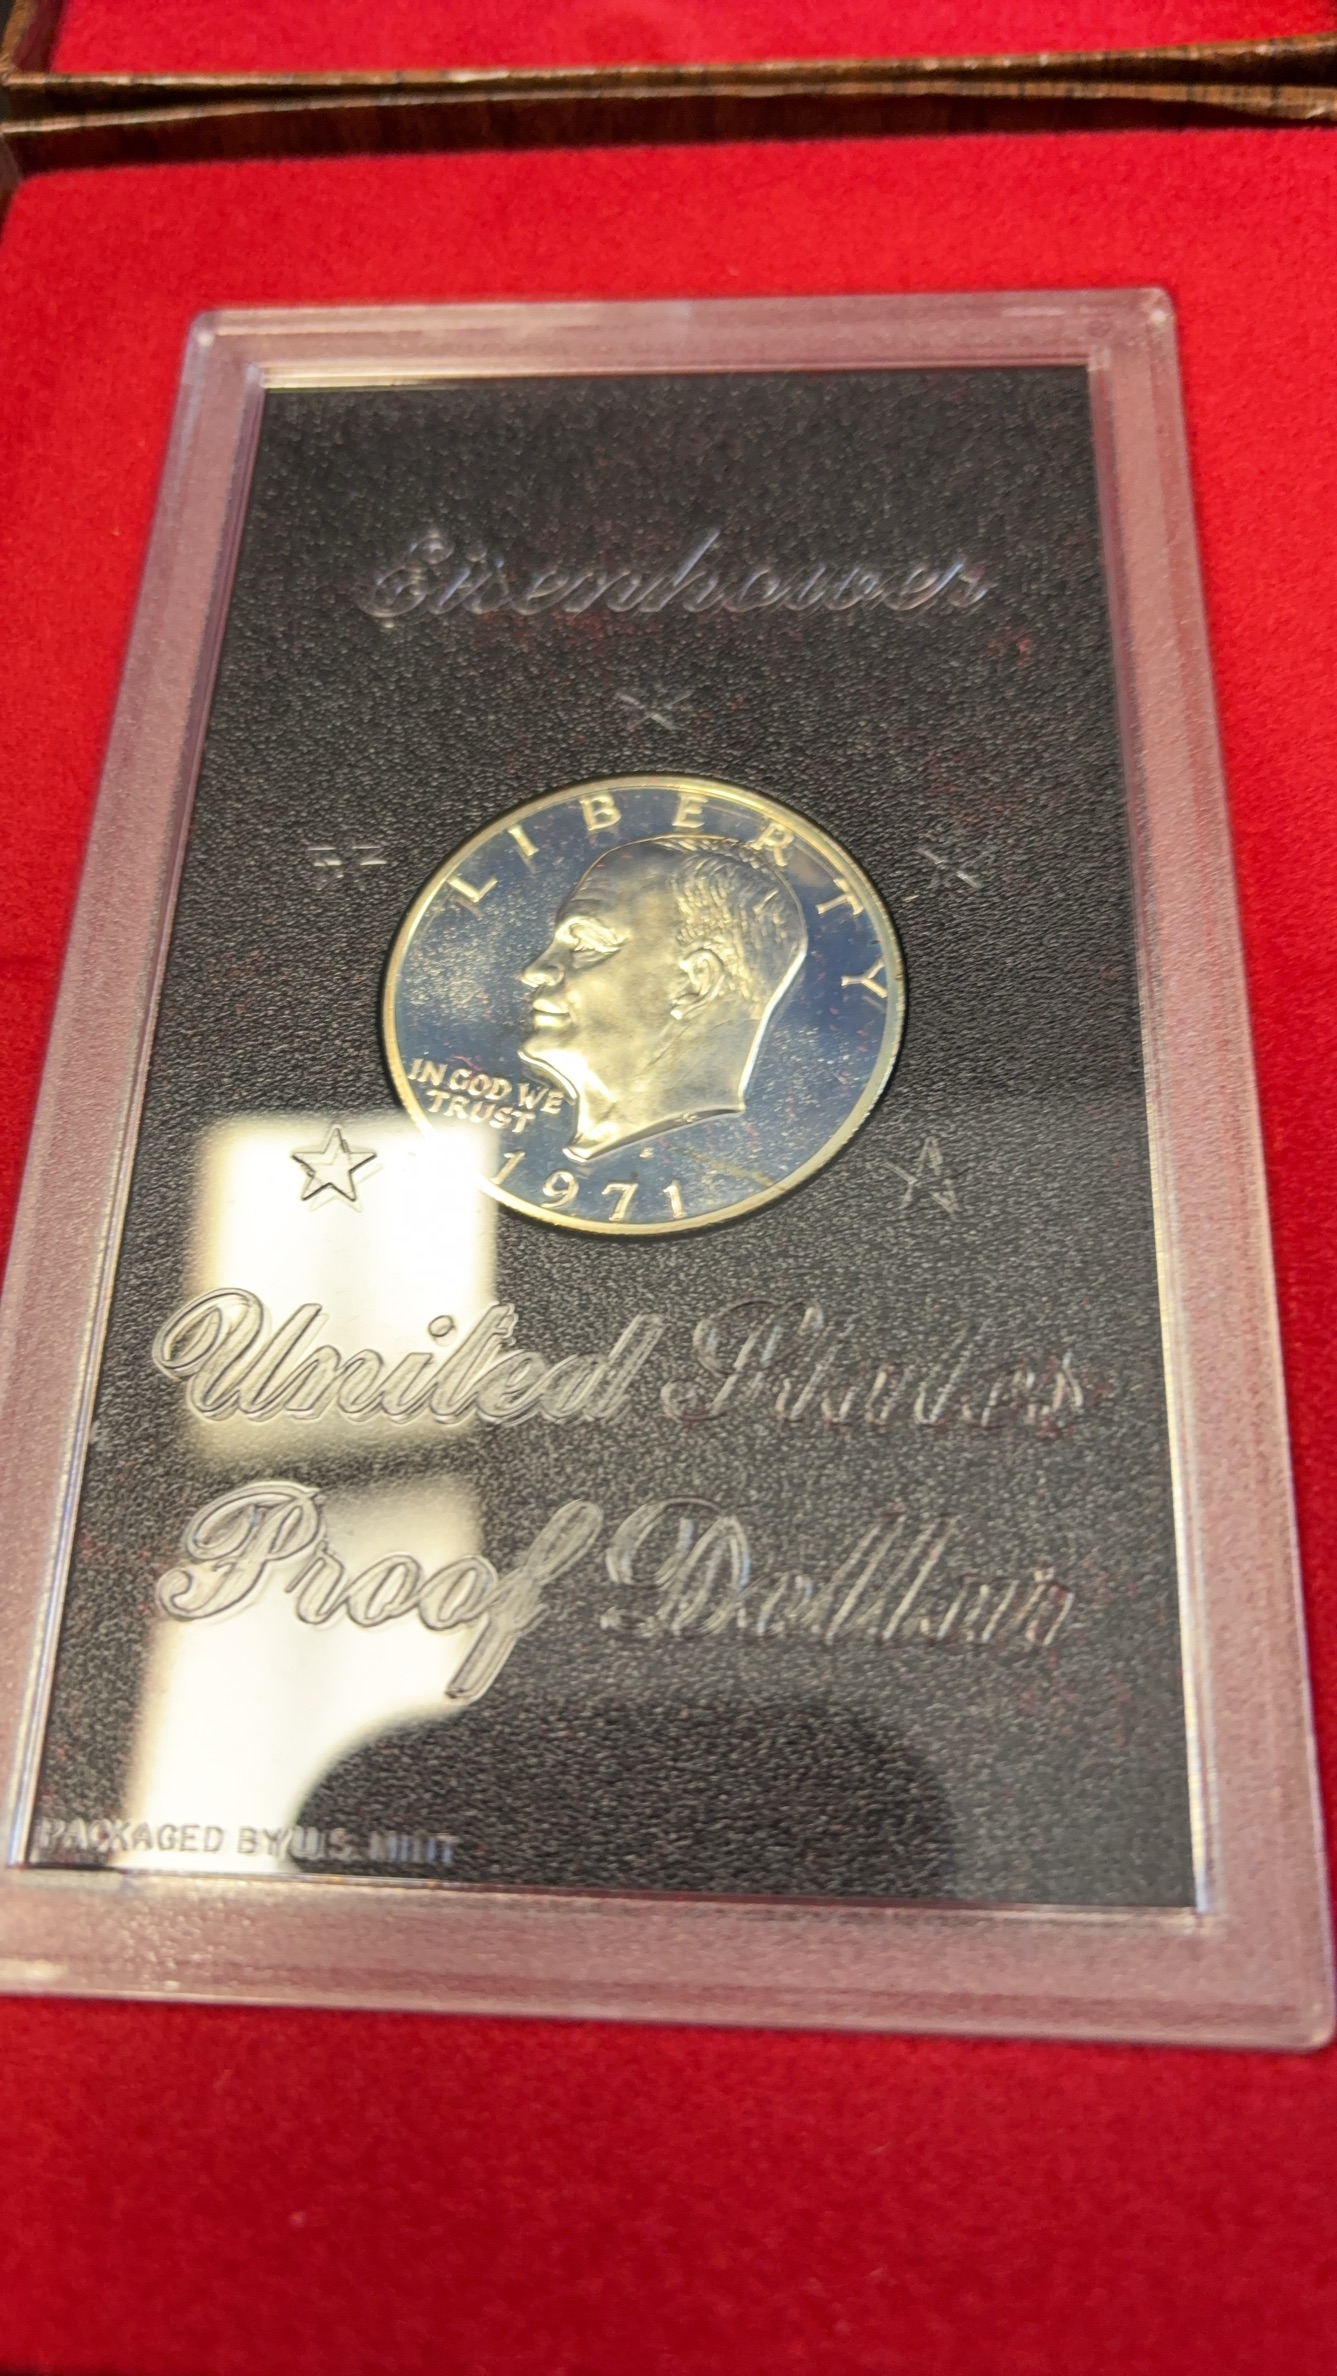 Eisenhower
LIBERTY
IN GOD WE
TRUST
1971
United States
Proof Dollar
PACKAGED BY U.S. MINT